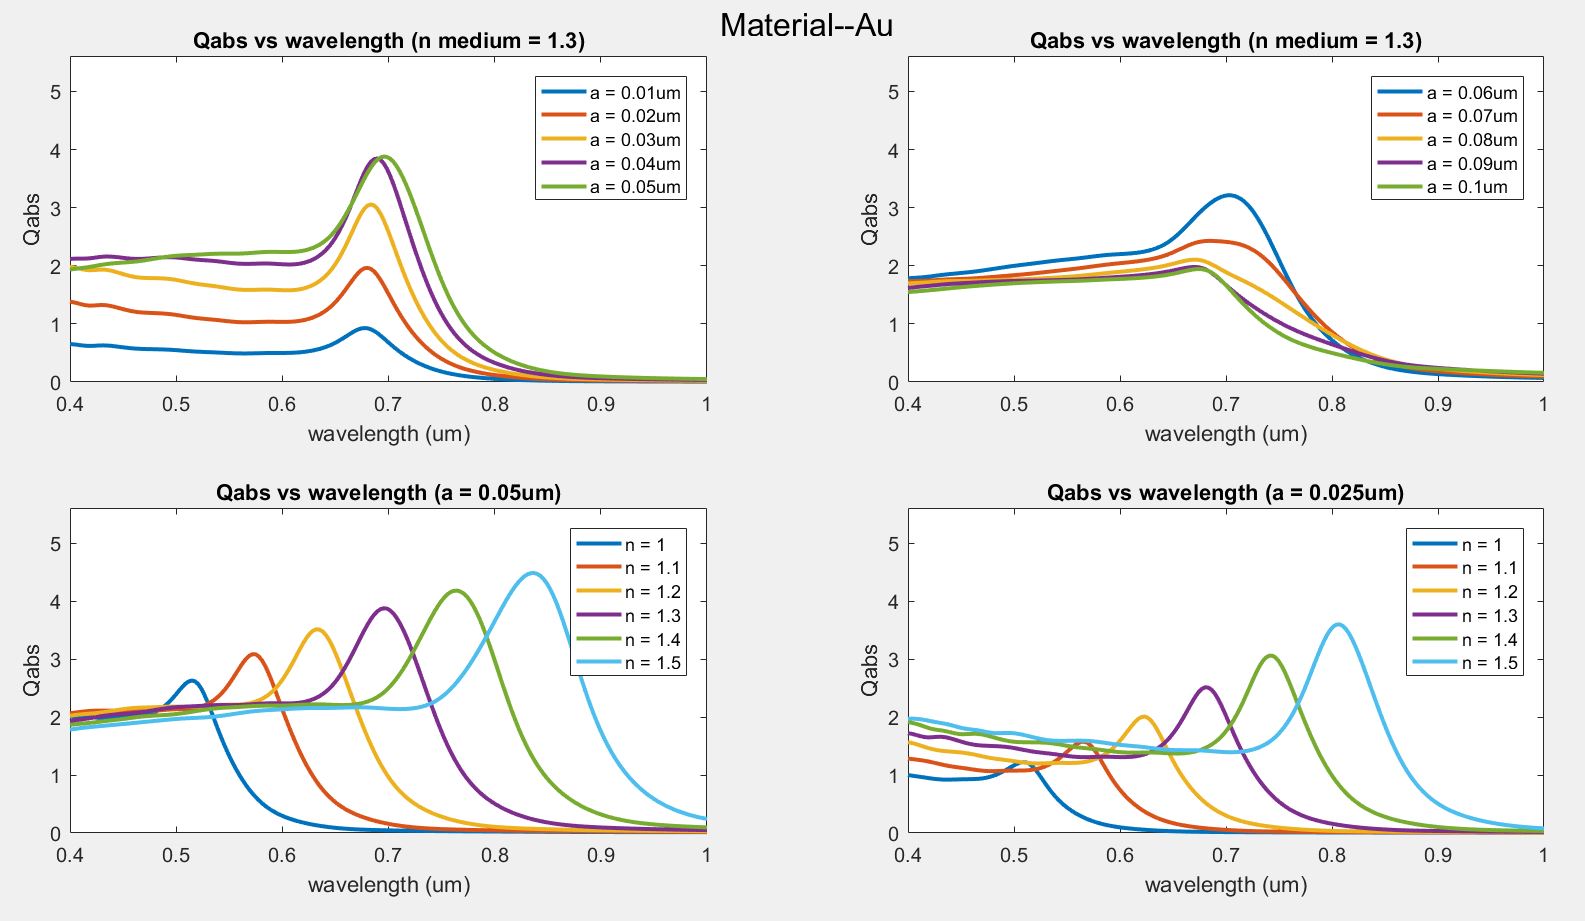 Material--Au
Qabs vs wavelength (n medium = 1.3)
5
4
3
2
1
0
Qabs
a = 0.01um
a = 0.02um
a = 0.03um
a = 0.04um
a = 0.05um
0.4 0.5 0.6 0.7 0.8 0.9 1
wavelength (um)
Qabs vs wavelength (n medium = 1.3)
5
4
3
2
1
0
Qabs
a = 0.06um
a = 0.07um
a = 0.08um
a = 0.09um
a = 0.1um
0.4 0.5 0.6 0.7 0.8 0.9 1
wavelength (um)
Qabs vs wavelength (a = 0.05um)
5
4
3
2
1
0
Qabs
n = 1
n = 1.1
n = 1.2
n = 1.3
n = 1.4
n = 1.5
0.4 0.5 0.6 0.7 0.8 0.9 1
wavelength (um)
Qabs vs wavelength (a = 0.025um)
5
4
3
2
1
0
Qabs
n = 1
n = 1.1
n = 1.2
n = 1.3
n = 1.4
n = 1.5
0.4 0.5 0.6 0.7 0.8 0.9 1
wavelength (um)